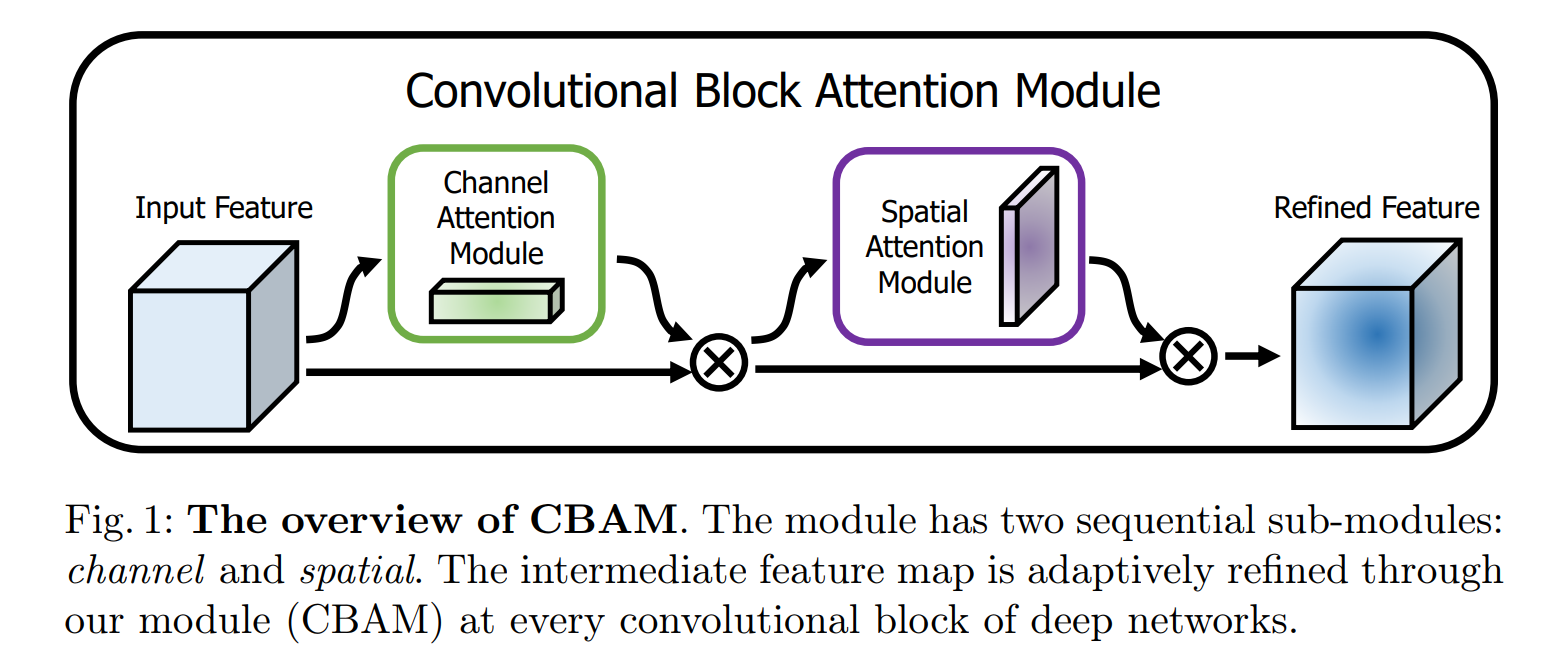 Convolutional Block Attention Module
Input Feature
Channel
Attention
Module
Spatial
Attention
Module
Refined Feature
Fig. 1: The overview of CBAM. The module has two sequential sub-modules:
channel and spatial. The intermediate feature map is adaptively refined through
our module (CBAM) at every convolutional block of deep networks.